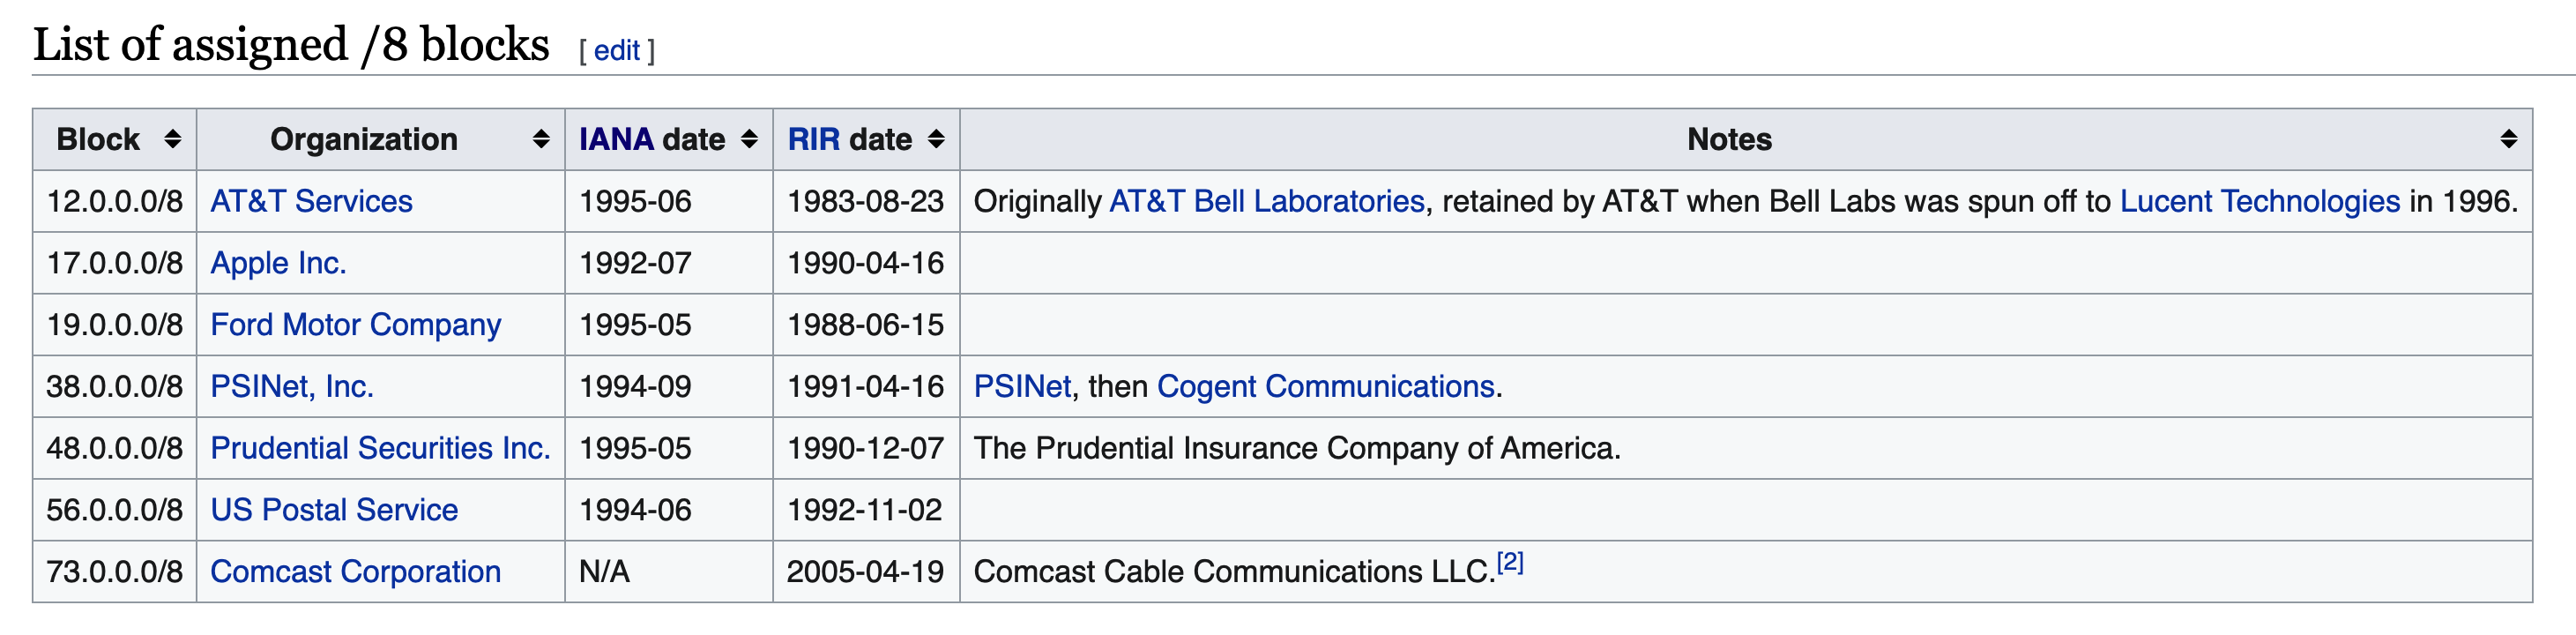 List of assigned /8 blocks [ edit ]
Block Organization IANA date RIR date Notes
12.0.0.0/8 AT&T Services 1995-06 1983-08-23 Originally AT&T Bell Laboratories, retained by AT&T when Bell Labs was spun off to Lucent Technologies in 1996.
17.0.0.0/8 Apple Inc. 1992-07 1990-04-16
19.0.0.0/8 Ford Motor Company 1995-05 1988-06-15
38.0.0.0/8 PSINet, Inc. 1994-09 1991-04-16 PSINet, then Cogent Communications.
48.0.0.0/8 Prudential Securities Inc. 1995-05 1990-12-07 The Prudential Insurance Company of America.
56.0.0.0/8 US Postal Service 1994-06 1992-11-02
73.0.0.0/8 Comcast Corporation N/A 2005-04-19 Comcast Cable Communications LLC.[2]